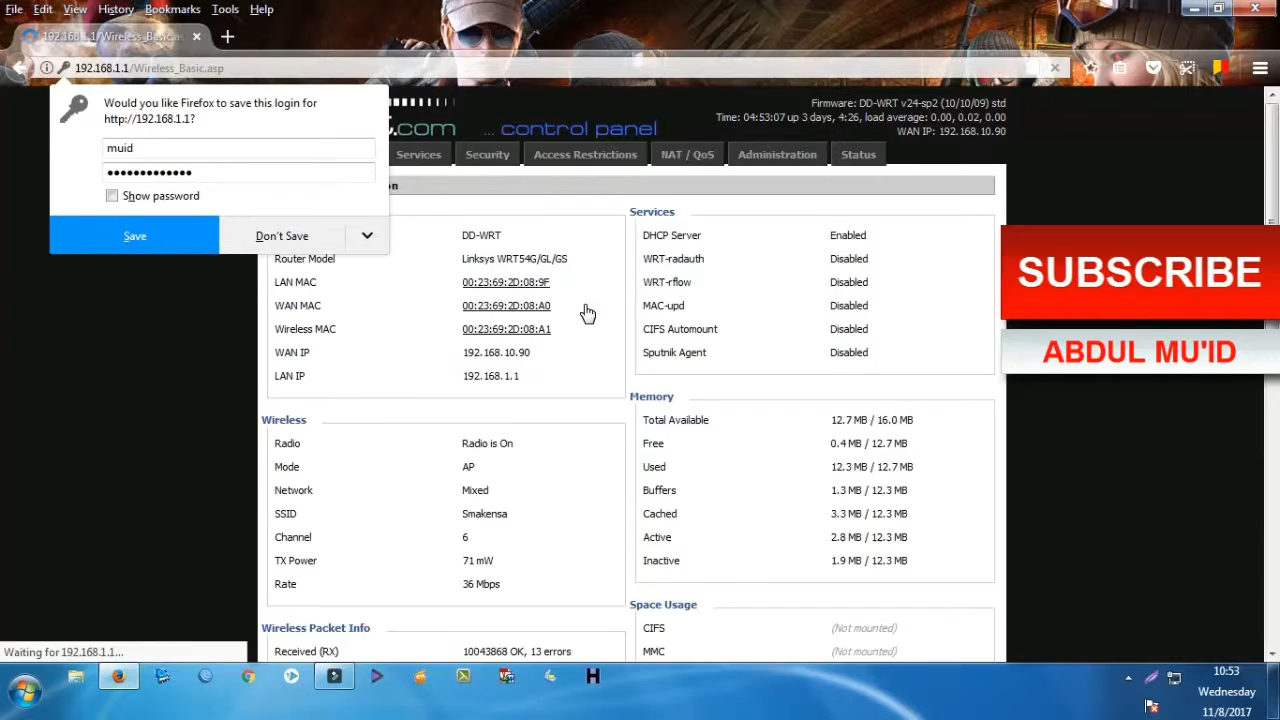 File Edit View History Bookmarks Tools Help
192.168.1.1/Wireless_Basic.a
192.168.1.1/Wireless_Basic.asp
Would you like Firefox to save this login for
http://192.168.1.1?
muid
•••••••••••••
Show password
Save Don't Save
.com ... control panel
Firmware: DD-WRT v24-sp2 (10/10/09) std
Time: 04:53:07 up 3 days, 4:26, load average: 0.00, 0.02, 0.00
WAN IP: 192.168.10.90
Services Security Access Restrictions NAT / QoS Administration Status
on
DD-WRT
Router Model Linksys WRT54G/GL/GS
LAN MAC 00:23:69:2D:08:9F
WAN MAC 00:23:69:2D:08:A0
Wireless MAC 00:23:69:2D:08:A1
WAN IP 192.168.10.90
LAN IP 192.168.1.1
Wireless
Radio Radio is On
Mode AP
Network Mixed
SSID Smakensa
Channel 6
TX Power 71 mW
Rate 36 Mbps
Wireless Packet Info
Received (RX) 10043868 OK, 13 errors
Services
DHCP Server Enabled
WRT-radauth Disabled
WRT-rflow Disabled
MAC-upd Disabled
CIFS Automount Disabled
Sputnik Agent Disabled
Memory
Total Available 12.7 MB / 16.0 MB
Free 0.4 MB / 12.7 MB
Used 12.3 MB / 12.7 MB
Buffers 1.3 MB / 12.3 MB
Cached 3.3 MB / 12.3 MB
Active 2.8 MB / 12.3 MB
Inactive 1.9 MB / 12.3 MB
Space Usage
CIFS (Not mounted)
MMC (Not mounted)
SUBSCRIBE
ABDUL MU'ID
Waiting for 192.168.1.1...
10:53
Wednesday
11/8/2017